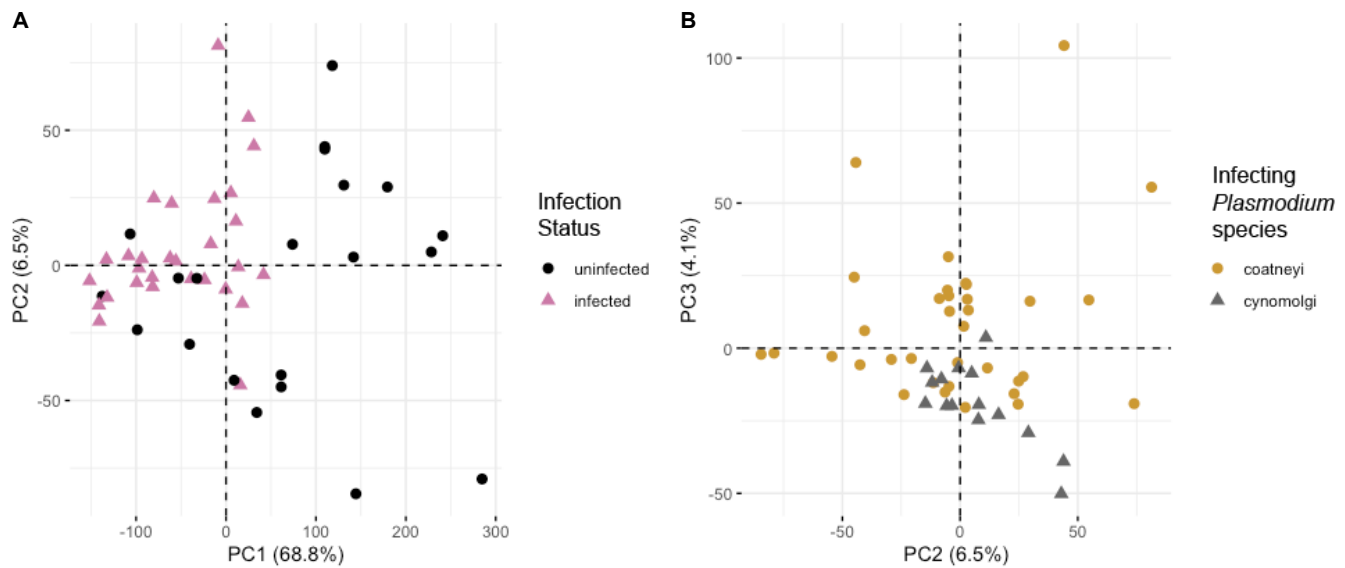 A
50
0
-50
-100
0
100
200
300
PC1 (68.8%)
PC2 (6.5%)
Infection
Status
uninfected
infected
B
100
50
0
-50
-50
0
50
PC2 (6.5%)
PC3 (4.1%)
Infecting
Plasmodium
species
coatneyi
cynomolgi